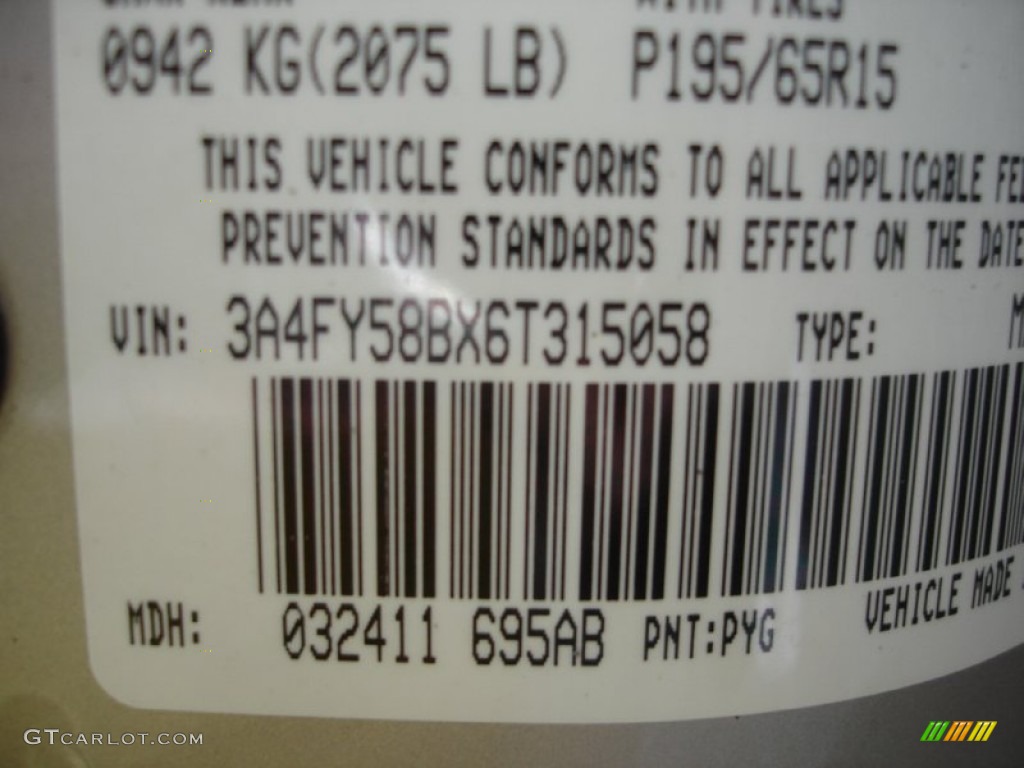 0942 KG(2075 LB) P195/65R15
THIS VEHICLE CONFORMS TO ALL APPLICABLE
PREVENTION STANDARDS IN EFFECT ON THE DATE
VIN: 3A4FY58BX6T315058 TYPE:
MDH: 032411 695AB PNT:PYG VEHICLE MADE
GTCARLOT.COM